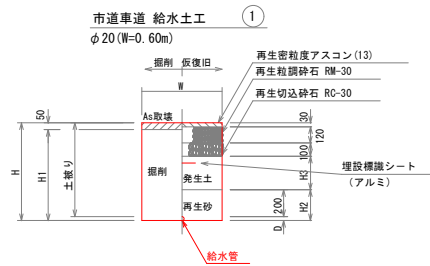 市道車道 給水土工 ①
φ20(W=0.60m)
掘削 仮復旧
W
再生密粒度アスコン(13)
再生粒調砕石 RM-30
再生切込砕石 RC-30
As取壊
50
30
120
100
H
H1
土被り
掘削
発生土
再生砂
埋設標識シート
(アルミ)
H3
200
H2
D
給水管